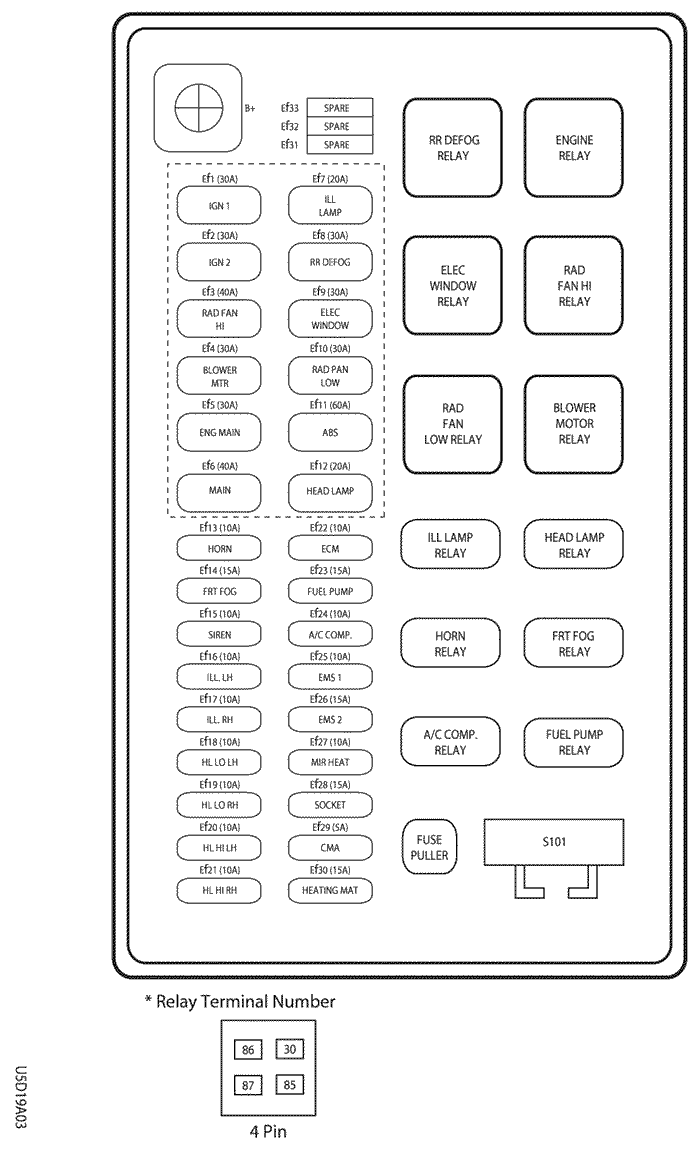 B+
Ef33 SPARE
Ef32 SPARE
Ef31 SPARE
Ef1 (30A)
IGN 1
Ef2 (30A)
IGN 2
Ef3 (40A)
RAD FAN
HI
Ef4 (30A)
BLOWER
MTR
Ef5 (30A)
ENG MAIN
Ef6 (40A)
MAIN
Ef7 (20A)
ILL
LAMP
Ef8 (30A)
RR DEFOG
Ef9 (30A)
ELEC
WINDOW
Ef10 (30A)
RAD PAN
LOW
Ef11 (60A)
ABS
Ef12 (20A)
HEAD LAMP
Ef13 (10A)
HORN
Ef14 (15A)
FRT FOG
Ef15 (10A)
SIREN
Ef16 (10A)
ILL. LH
Ef17 (10A)
ILL. RH
Ef18 (10A)
HL LO LH
Ef19 (10A)
HL LO RH
Ef20 (10A)
HL HI LH
Ef21 (10A)
HL HI RH
Ef22 (10A)
ECM
Ef23 (15A)
FUEL PUMP
Ef24 (10A)
A/C COMP.
Ef25 (10A)
EMS 1
Ef26 (15A)
EMS 2
Ef27 (10A)
MIR HEAT
Ef28 (15A)
SOCKET
Ef29 (5A)
CMA
Ef30 (15A)
HEATING MAT
RR DEFOG
RELAY
ENGINE
RELAY
ELEC
WINDOW
RELAY
RAD
FAN HI
RELAY
RAD
FAN
LOW RELAY
BLOWER
MOTOR
RELAY
ILL LAMP
RELAY
HEAD LAMP
RELAY
HORN
RELAY
FRT FOG
RELAY
A/C COMP.
RELAY
FUEL PUMP
RELAY
FUSE
PULLER
S101
* Relay Terminal Number
86 30
87 85
4 Pin
U5D19A03